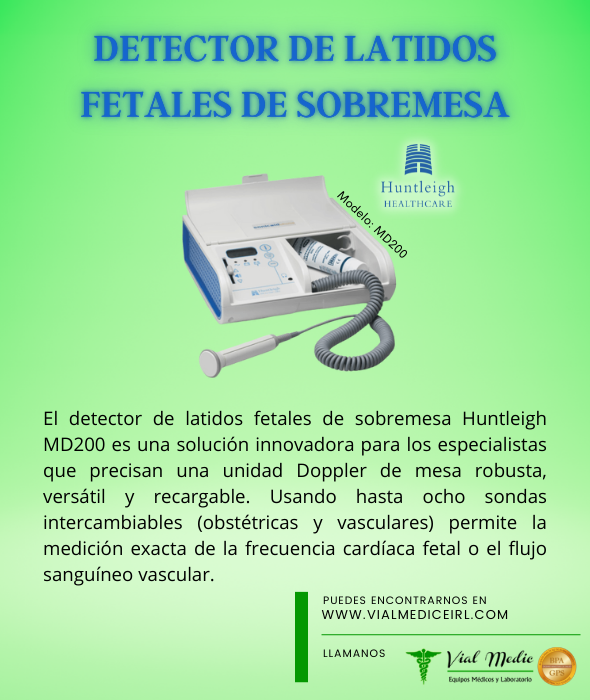 DETECTOR DE LATIDOS
FETALES DE SOBREMESA
Huntleigh
HEALTHCARE
Modelo: MD200
El detector de latidos fetales de sobremesa Huntleigh
MD200 es una solución innovadora para los especialistas
que precisan una unidad Doppler de mesa robusta,
versátil y recargable. Usando hasta ocho sondas
intercambiables (obstétricas y vasculares) permite la
medición exacta de la frecuencia cardíaca fetal o el flujo
sanguíneo vascular.
PUEDES ENCONTRARNOS EN
WWW.VIALMEDICEIRL.COM
LLAMANOS
Vial Medic
Equipos Médicos y Laboratorio
BPA
GPS